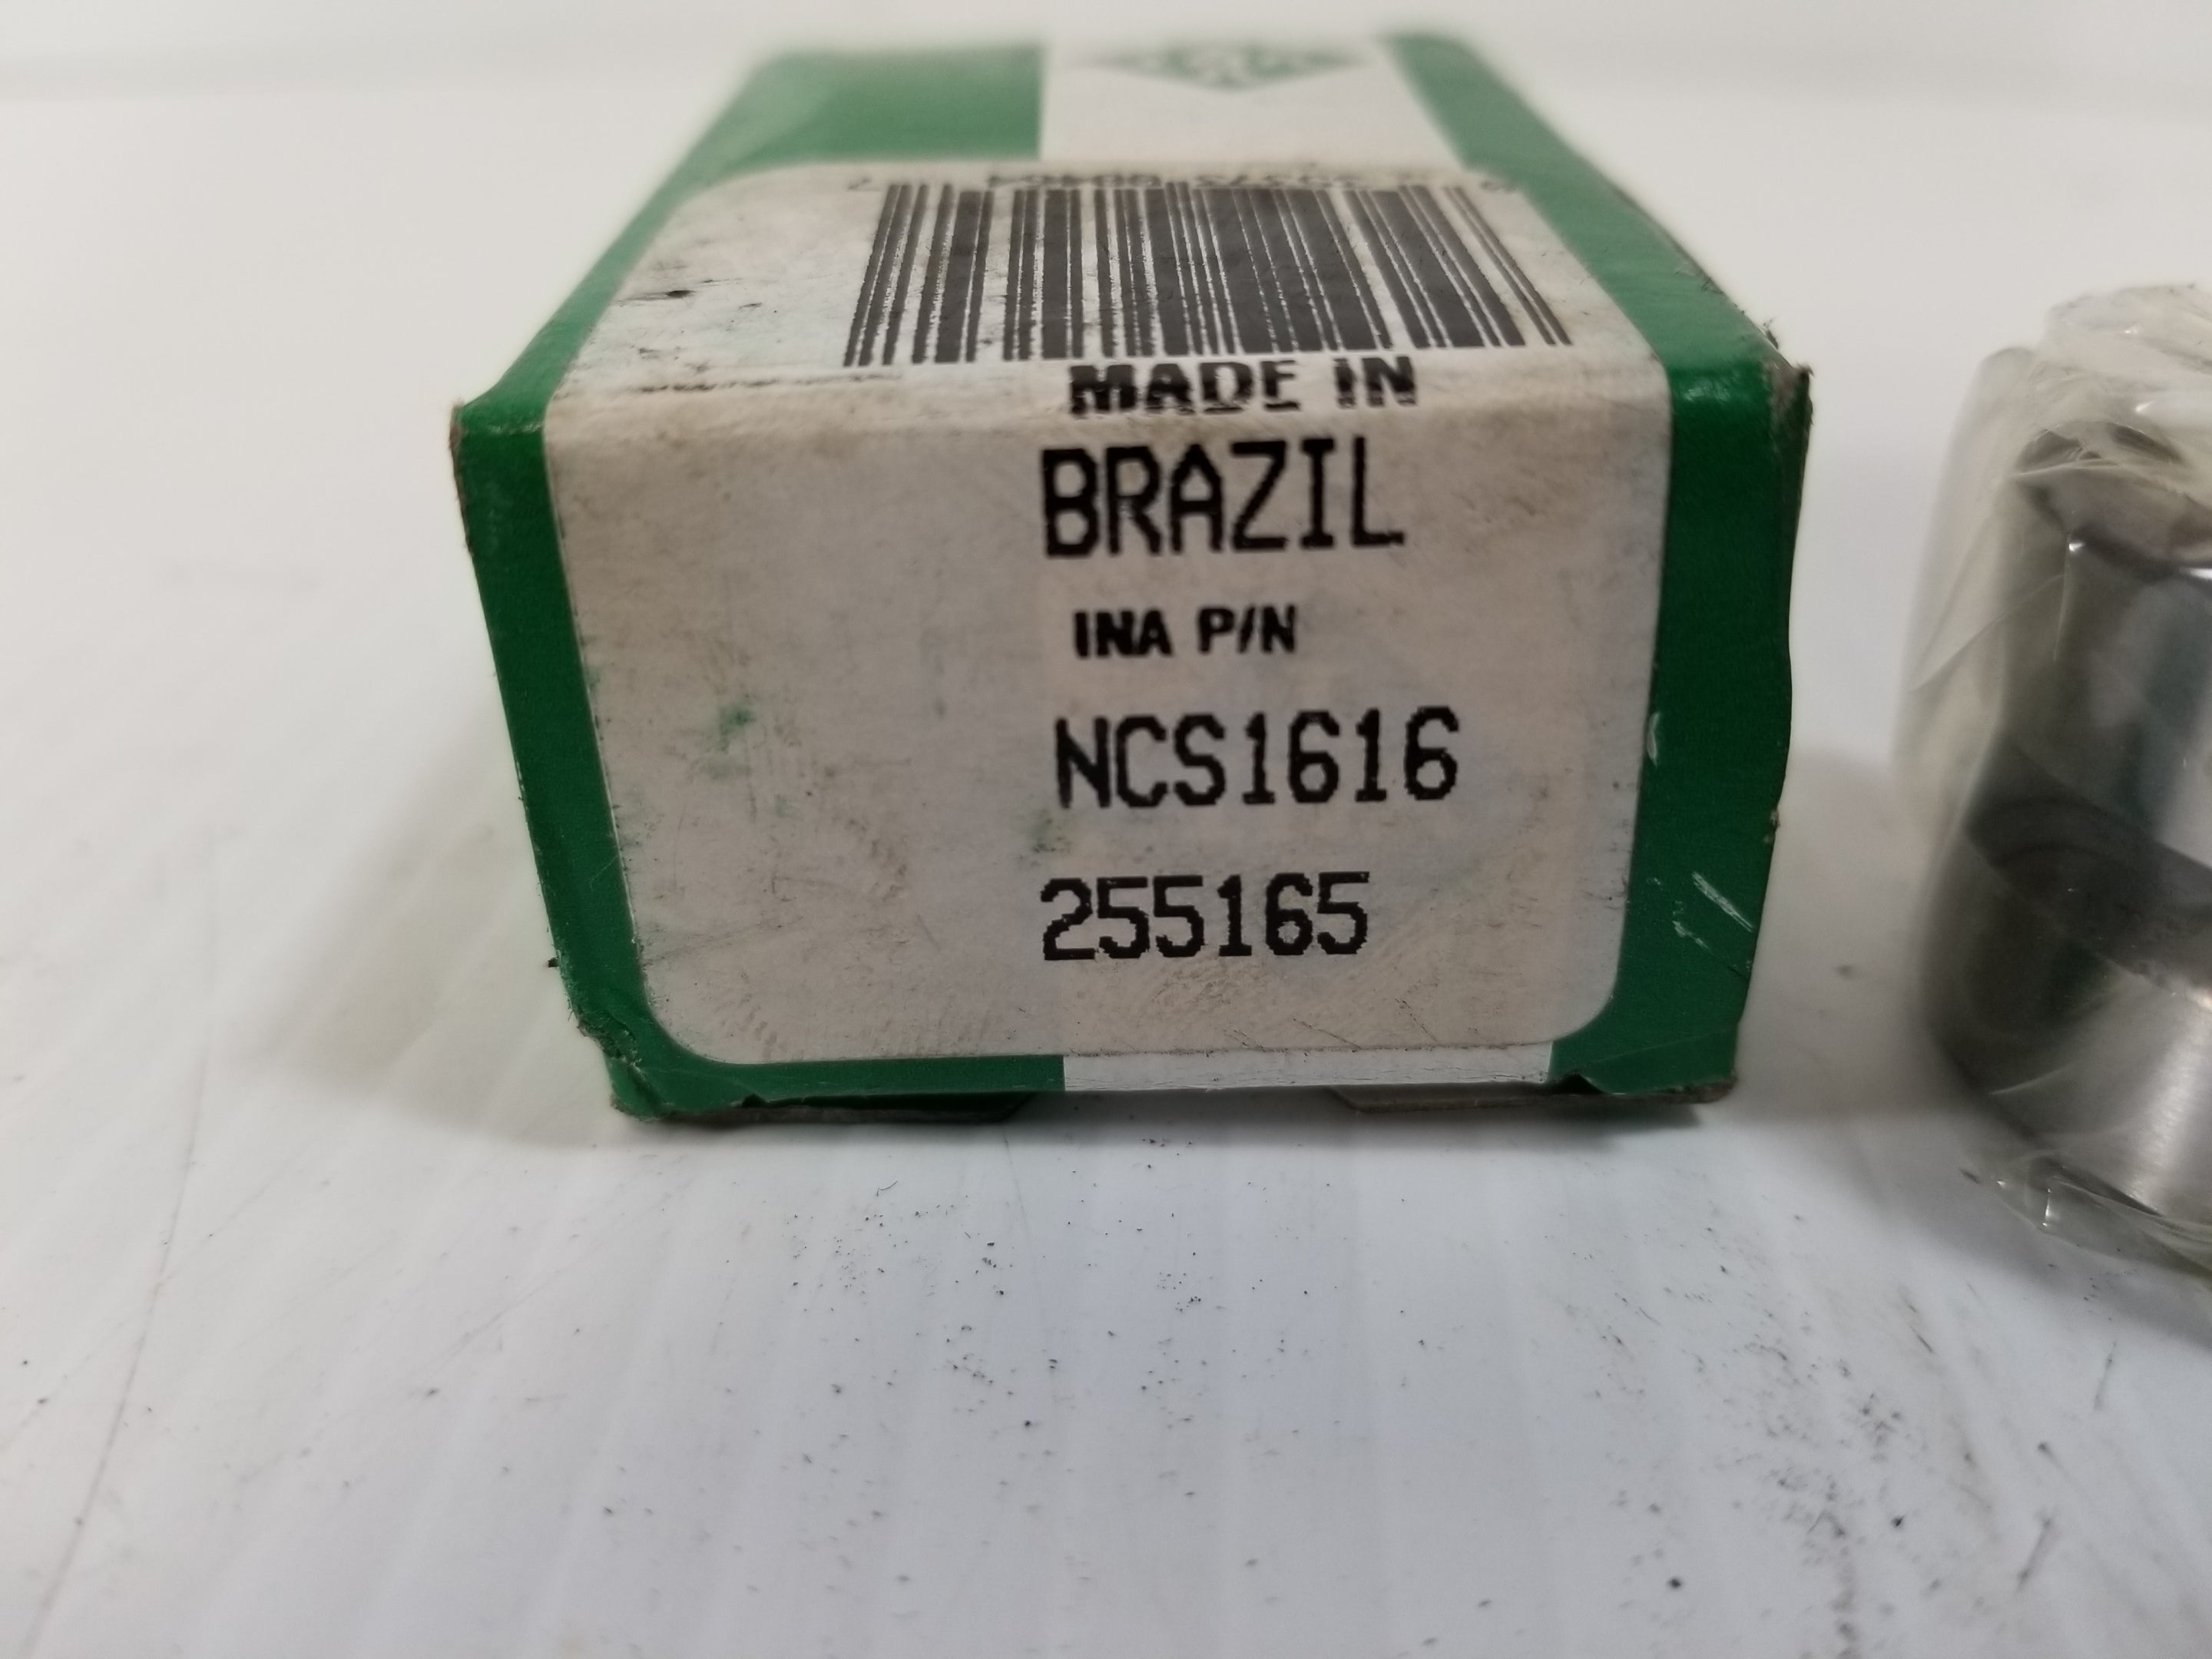 MADE IN
BRAZIL
INA P/N
NCS1616
255165